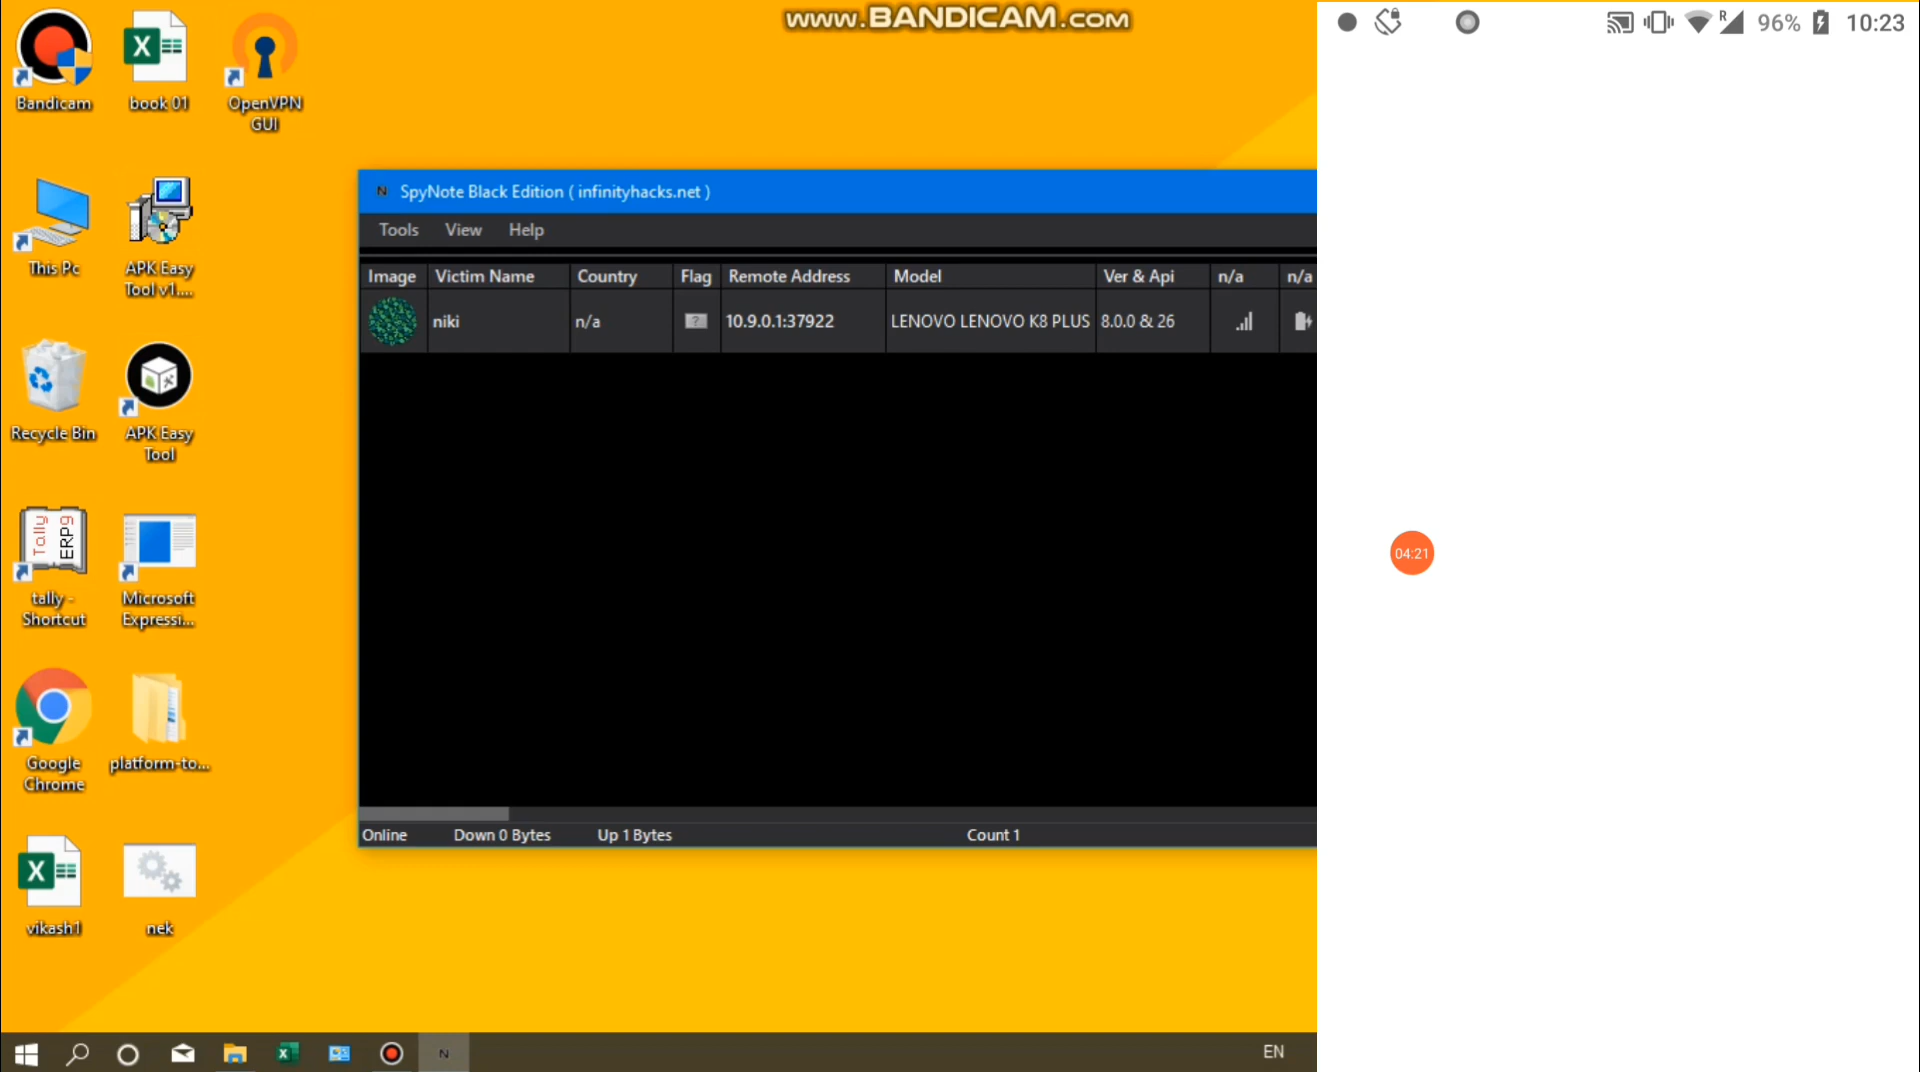 www.BANDICAM.com
96% 10:23
Bandicam
book 01
OpenVPN
GUI
This Pc
APK Easy
Tool v1....
Recycle Bin
APK Easy
Tool
Tally
ERP9
tally -
Shortcut
Microsoft
Expressi...
Google
Chrome
platform-to...
vikash1
nek
N SpyNote Black Edition ( infinityhacks.net )
Tools View Help
Image Victim Name Country Flag Remote Address Model Ver & Api n/a n/a
niki n/a ? 10.9.0.1:37922 LENOVO LENOVO K8 PLUS 8.0.0 & 26
Online Down 0 Bytes Up 1 Bytes Count 1
04:21
R
X
X
X
N
EN